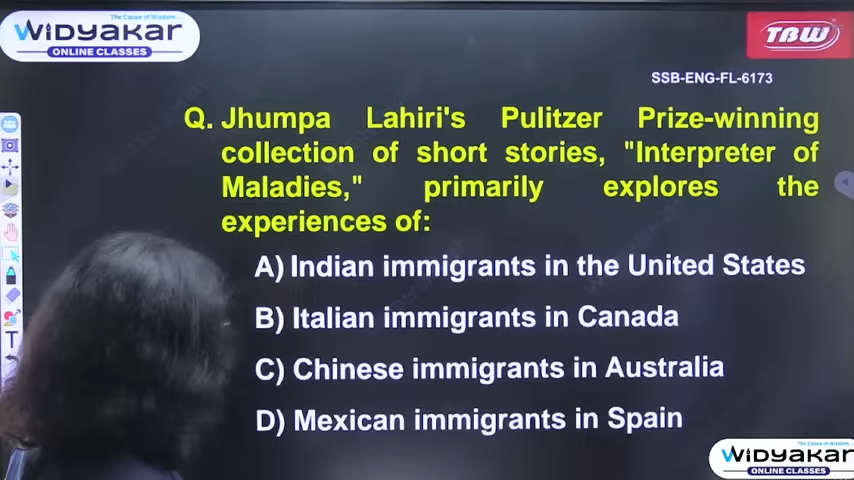 The Cause of Wisdom...
WIDYAKAR
ONLINE CLASSES
TBW
SSB-ENG-FL-6173
Q. Jhumpa Lahiri's Pulitzer Prize-winning
collection of short stories, "Interpreter of
Maladies," primarily explores the
experiences of:
A) Indian immigrants in the United States
B) Italian immigrants in Canada
C) Chinese immigrants in Australia
D) Mexican immigrants in Spain
T
The Cause of Wisdom...
WIDYAKAR
ONLINE CLASSES